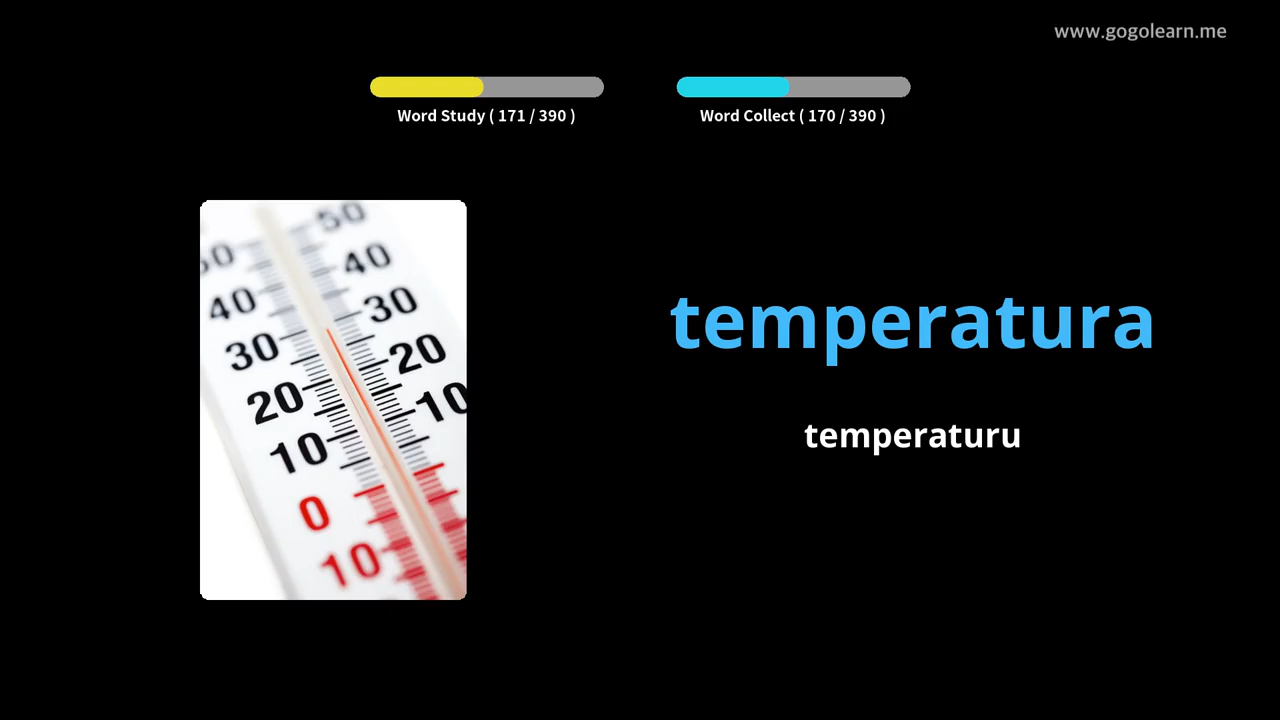 www.gogolearn.me
Word Study ( 171 / 390 )
Word Collect ( 170 / 390 )
50
40
40
30
30
20
20
10
10
0
10
temperatura
temperaturu